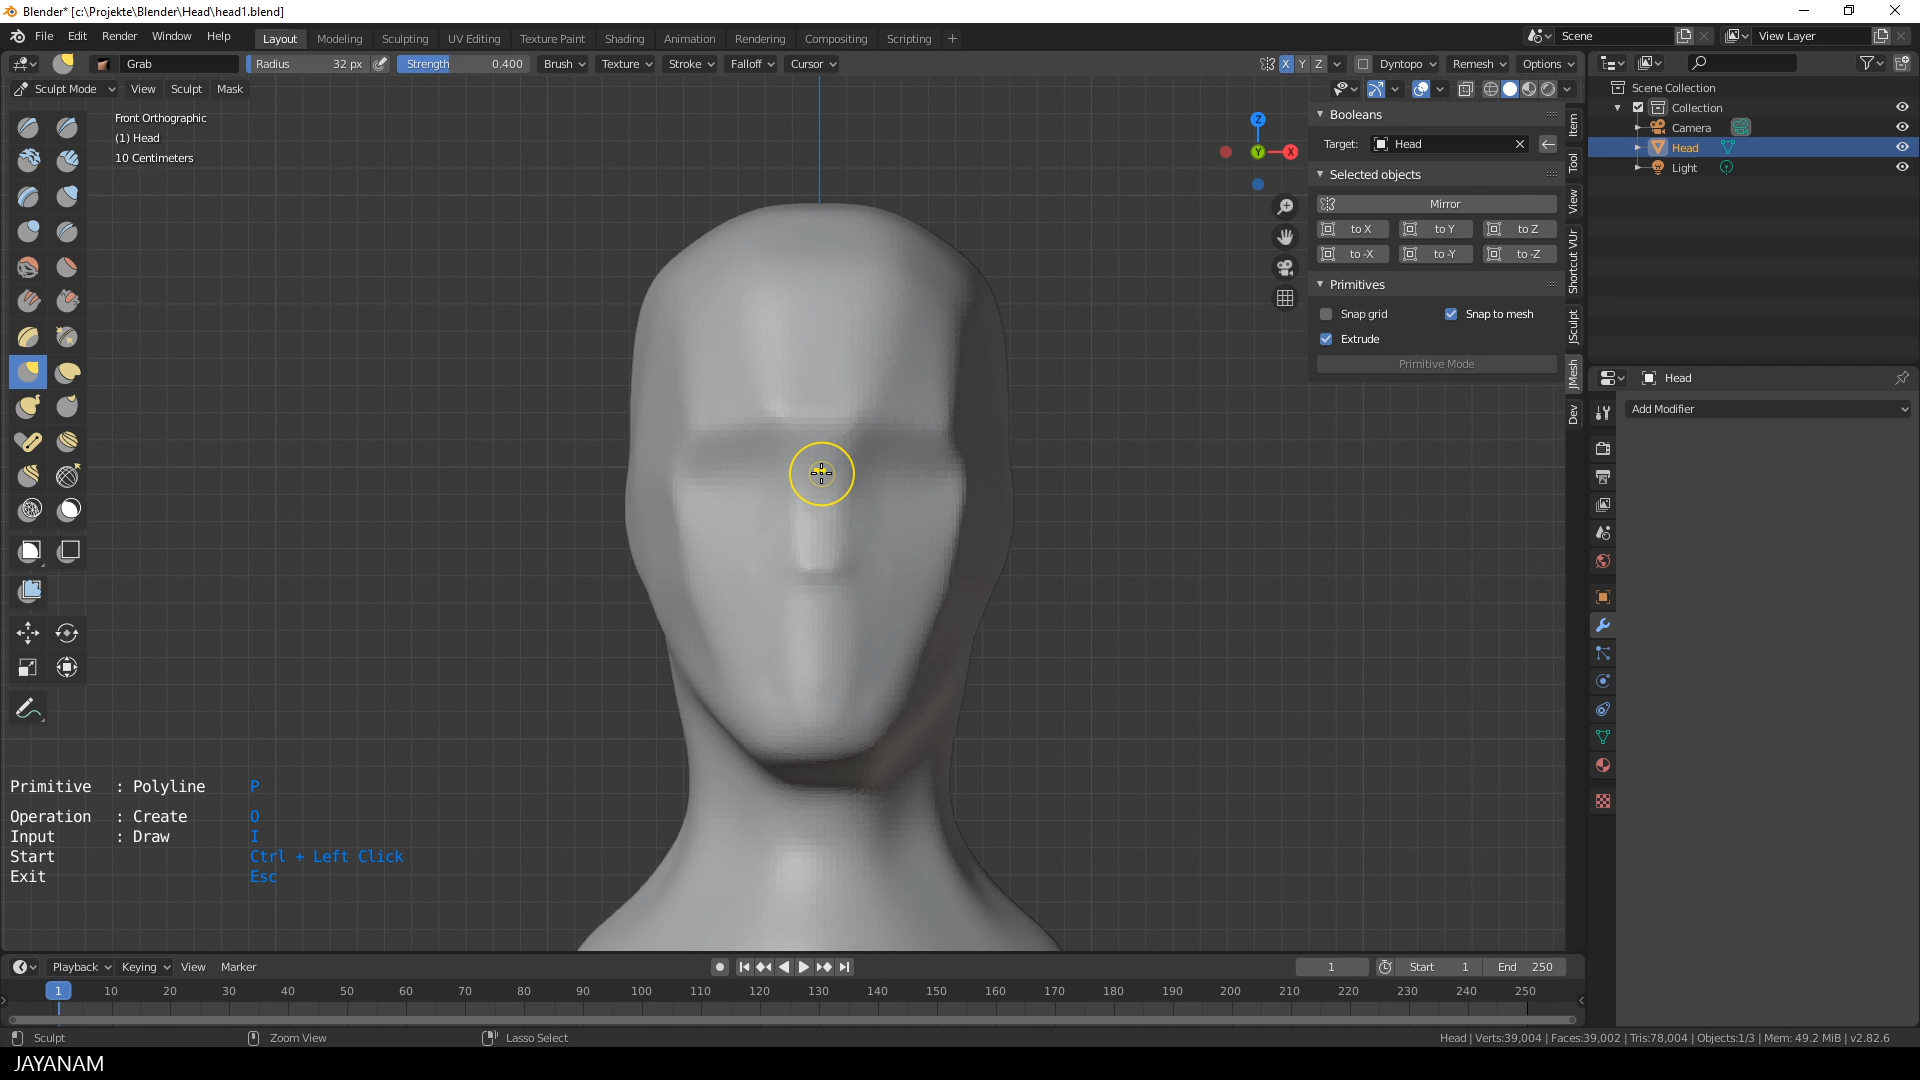 Blender* [c:\Projekte\Blender\Head\head1.blend]
File Edit Render Window Help Layout Modeling Sculpting UV Editing Texture Paint Shading Animation Rendering Compositing Scripting + Scene View Layer
Grab Radius 32 px Strength 0.400 Brush Texture Stroke Falloff Cursor X Y Z Dyntopo Remesh Options
Sculpt Mode View Sculpt Mask
Front Orthographic
(1) Head
10 Centimeters
Z
Y
X
Booleans
Target: Head
Selected objects
Mirror
to X to Y to Z
to -X to -Y to -Z
Primitives
Snap grid Snap to mesh
Extrude
Primitive Mode
Item
Tool
View
Shortcut VUr
JSculpt
JMesh
Dev
Scene Collection
Collection
Camera
Head
Light
Head
Add Modifier
Primitive : Polyline P
Operation : Create O
Input : Draw I
Start Ctrl + Left Click
Exit Esc
Playback Keying View Marker 1 Start 1 End 250
1 10 20 30 40 50 60 70 80 90 100 110 120 130 140 150 160 170 180 190 200 210 220 230 240 250
Sculpt Zoom View Lasso Select Head | Verts:39,004 | Faces:39,002 | Tris:78,004 | Objects:1/3 | Mem: 49.2 MiB | v2.82.6
JAYANAM